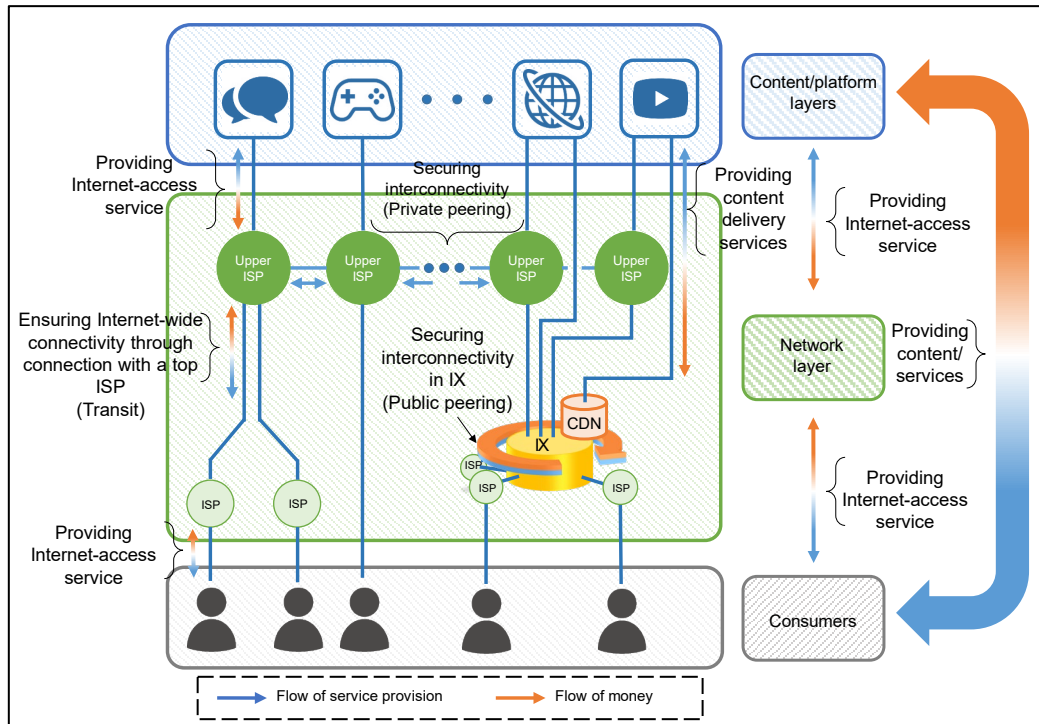 Content/platform
layers
Providing
Internet-access
service
Securing
interconnectivity
(Private peering)
Providing
content
delivery
services
Providing
Internet-access
service
Upper
ISP
Upper
ISP
Upper
ISP
Upper
ISP
Ensuring Internet-wide
connectivity through
connection with a top
ISP
(Transit)
Securing
interconnectivity
in IX
(Public peering)
Network
layer
Providing
content/
services
CDN
IX
ISP
ISP
ISP
ISP
ISP
Providing
Internet-access
service
Providing
Internet-access
service
Consumers
Flow of service provision
Flow of money